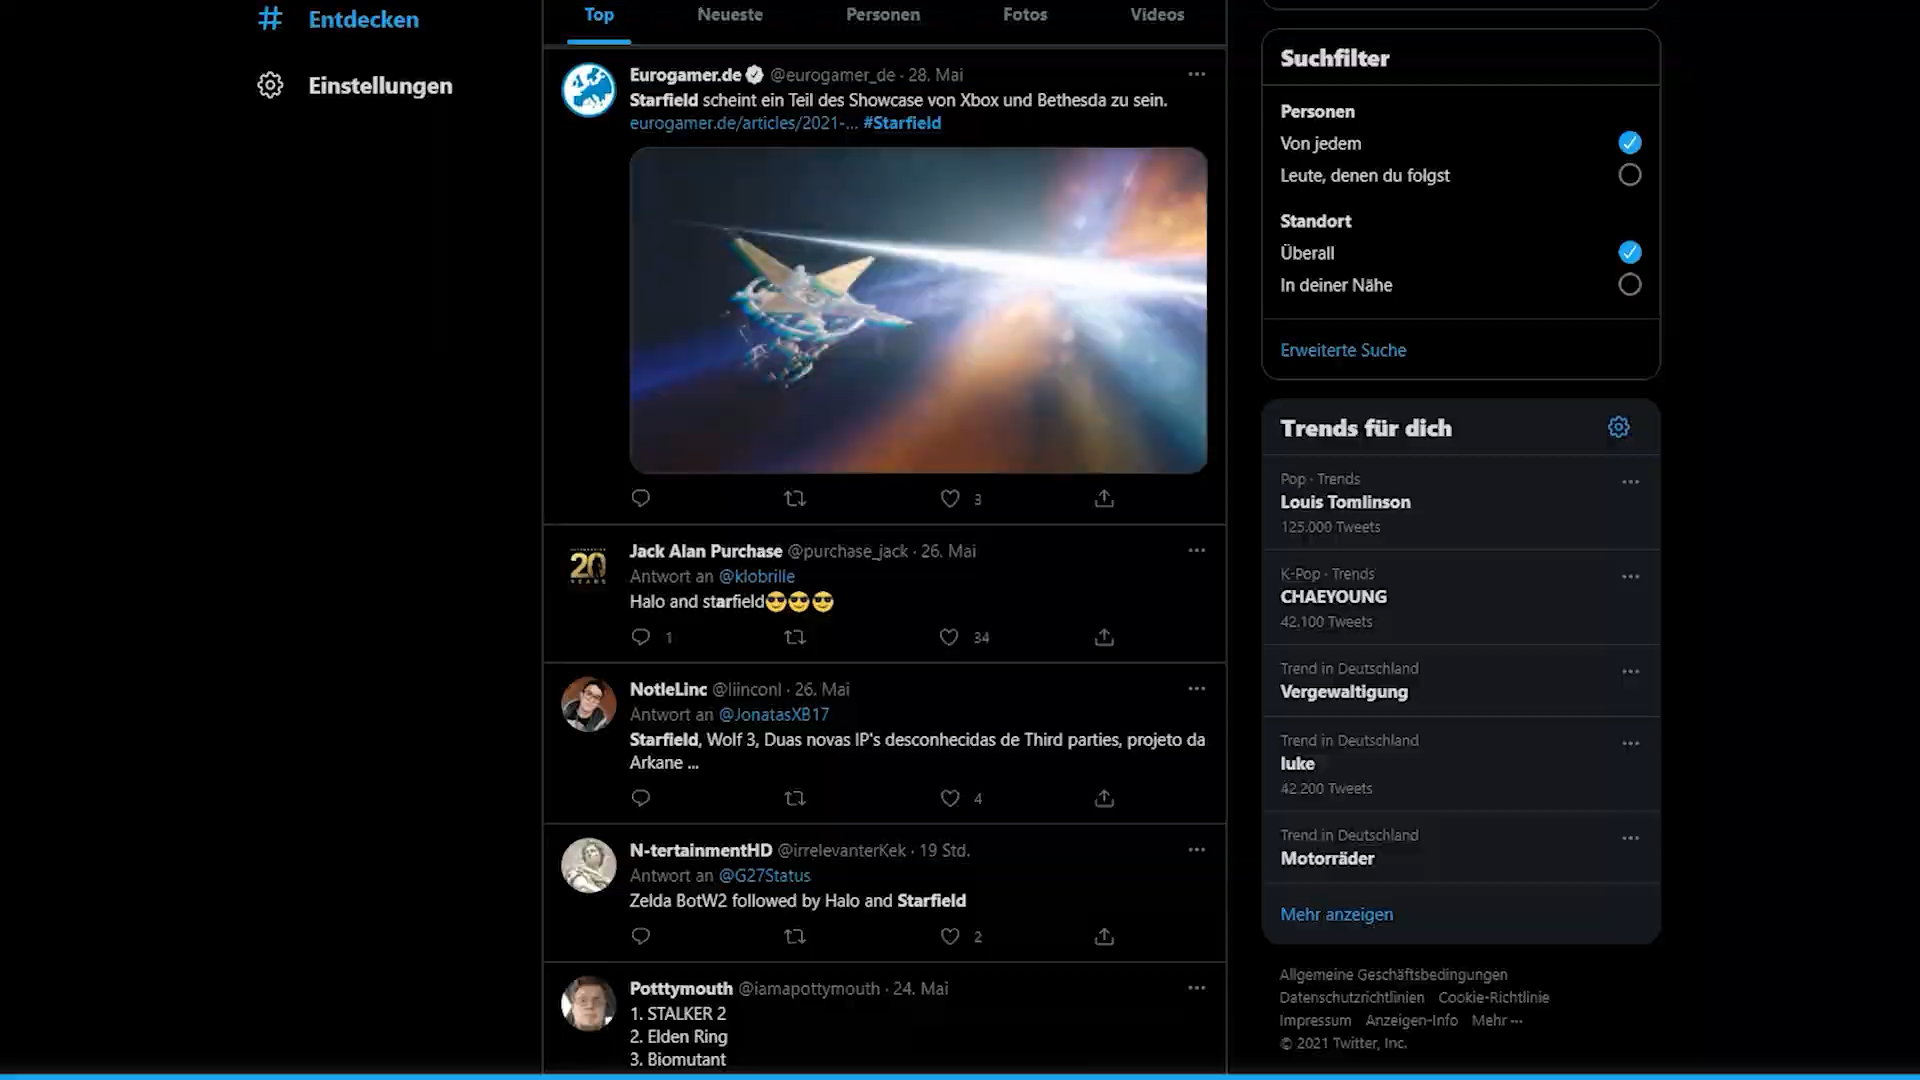 Entdecken
Einstellungen
Top
Neueste
Personen
Fotos
Videos
Eurogamer.de @eurogamer_de · 28. Mai
Starfield scheint ein Teil des Showcase von Xbox und Bethesda zu sein.
eurogamer.de/articles/2021-... #Starfield
3
20
YEARS
Jack Alan Purchase @purchase_jack · 26. Mai
Antwort an @klobrille
Halo and starfield😎😎😎
1
34
NotleLinc @liinconl · 26. Mai
Antwort an @JonatasXB17
Starfield, Wolf 3, Duas novas IP's desconhecidas de Third parties, projeto da
Arkane ...
4
N-tertainmentHD @irrelevanterKek · 19 Std.
Antwort an @G27Status
Zelda BotW2 followed by Halo and Starfield
2
Potttymouth @iamapottymouth · 24. Mai
1. STALKER 2
2. Elden Ring
3. Biomutant
Suchfilter
Personen
Von jedem
Leute, denen du folgst
Standort
Überall
In deiner Nähe
Erweiterte Suche
Trends für dich
Pop · Trends
Louis Tomlinson
125.000 Tweets
K-Pop · Trends
CHAEYOUNG
42.100 Tweets
Trend in Deutschland
Vergewaltigung
Trend in Deutschland
luke
42.200 Tweets
Trend in Deutschland
Motorräder
Mehr anzeigen
Allgemeine Geschäftsbedingungen
Datenschutzrichtlinien Cookie-Richtlinie
Impressum Anzeigen-Info Mehr ···
© 2021 Twitter, Inc.